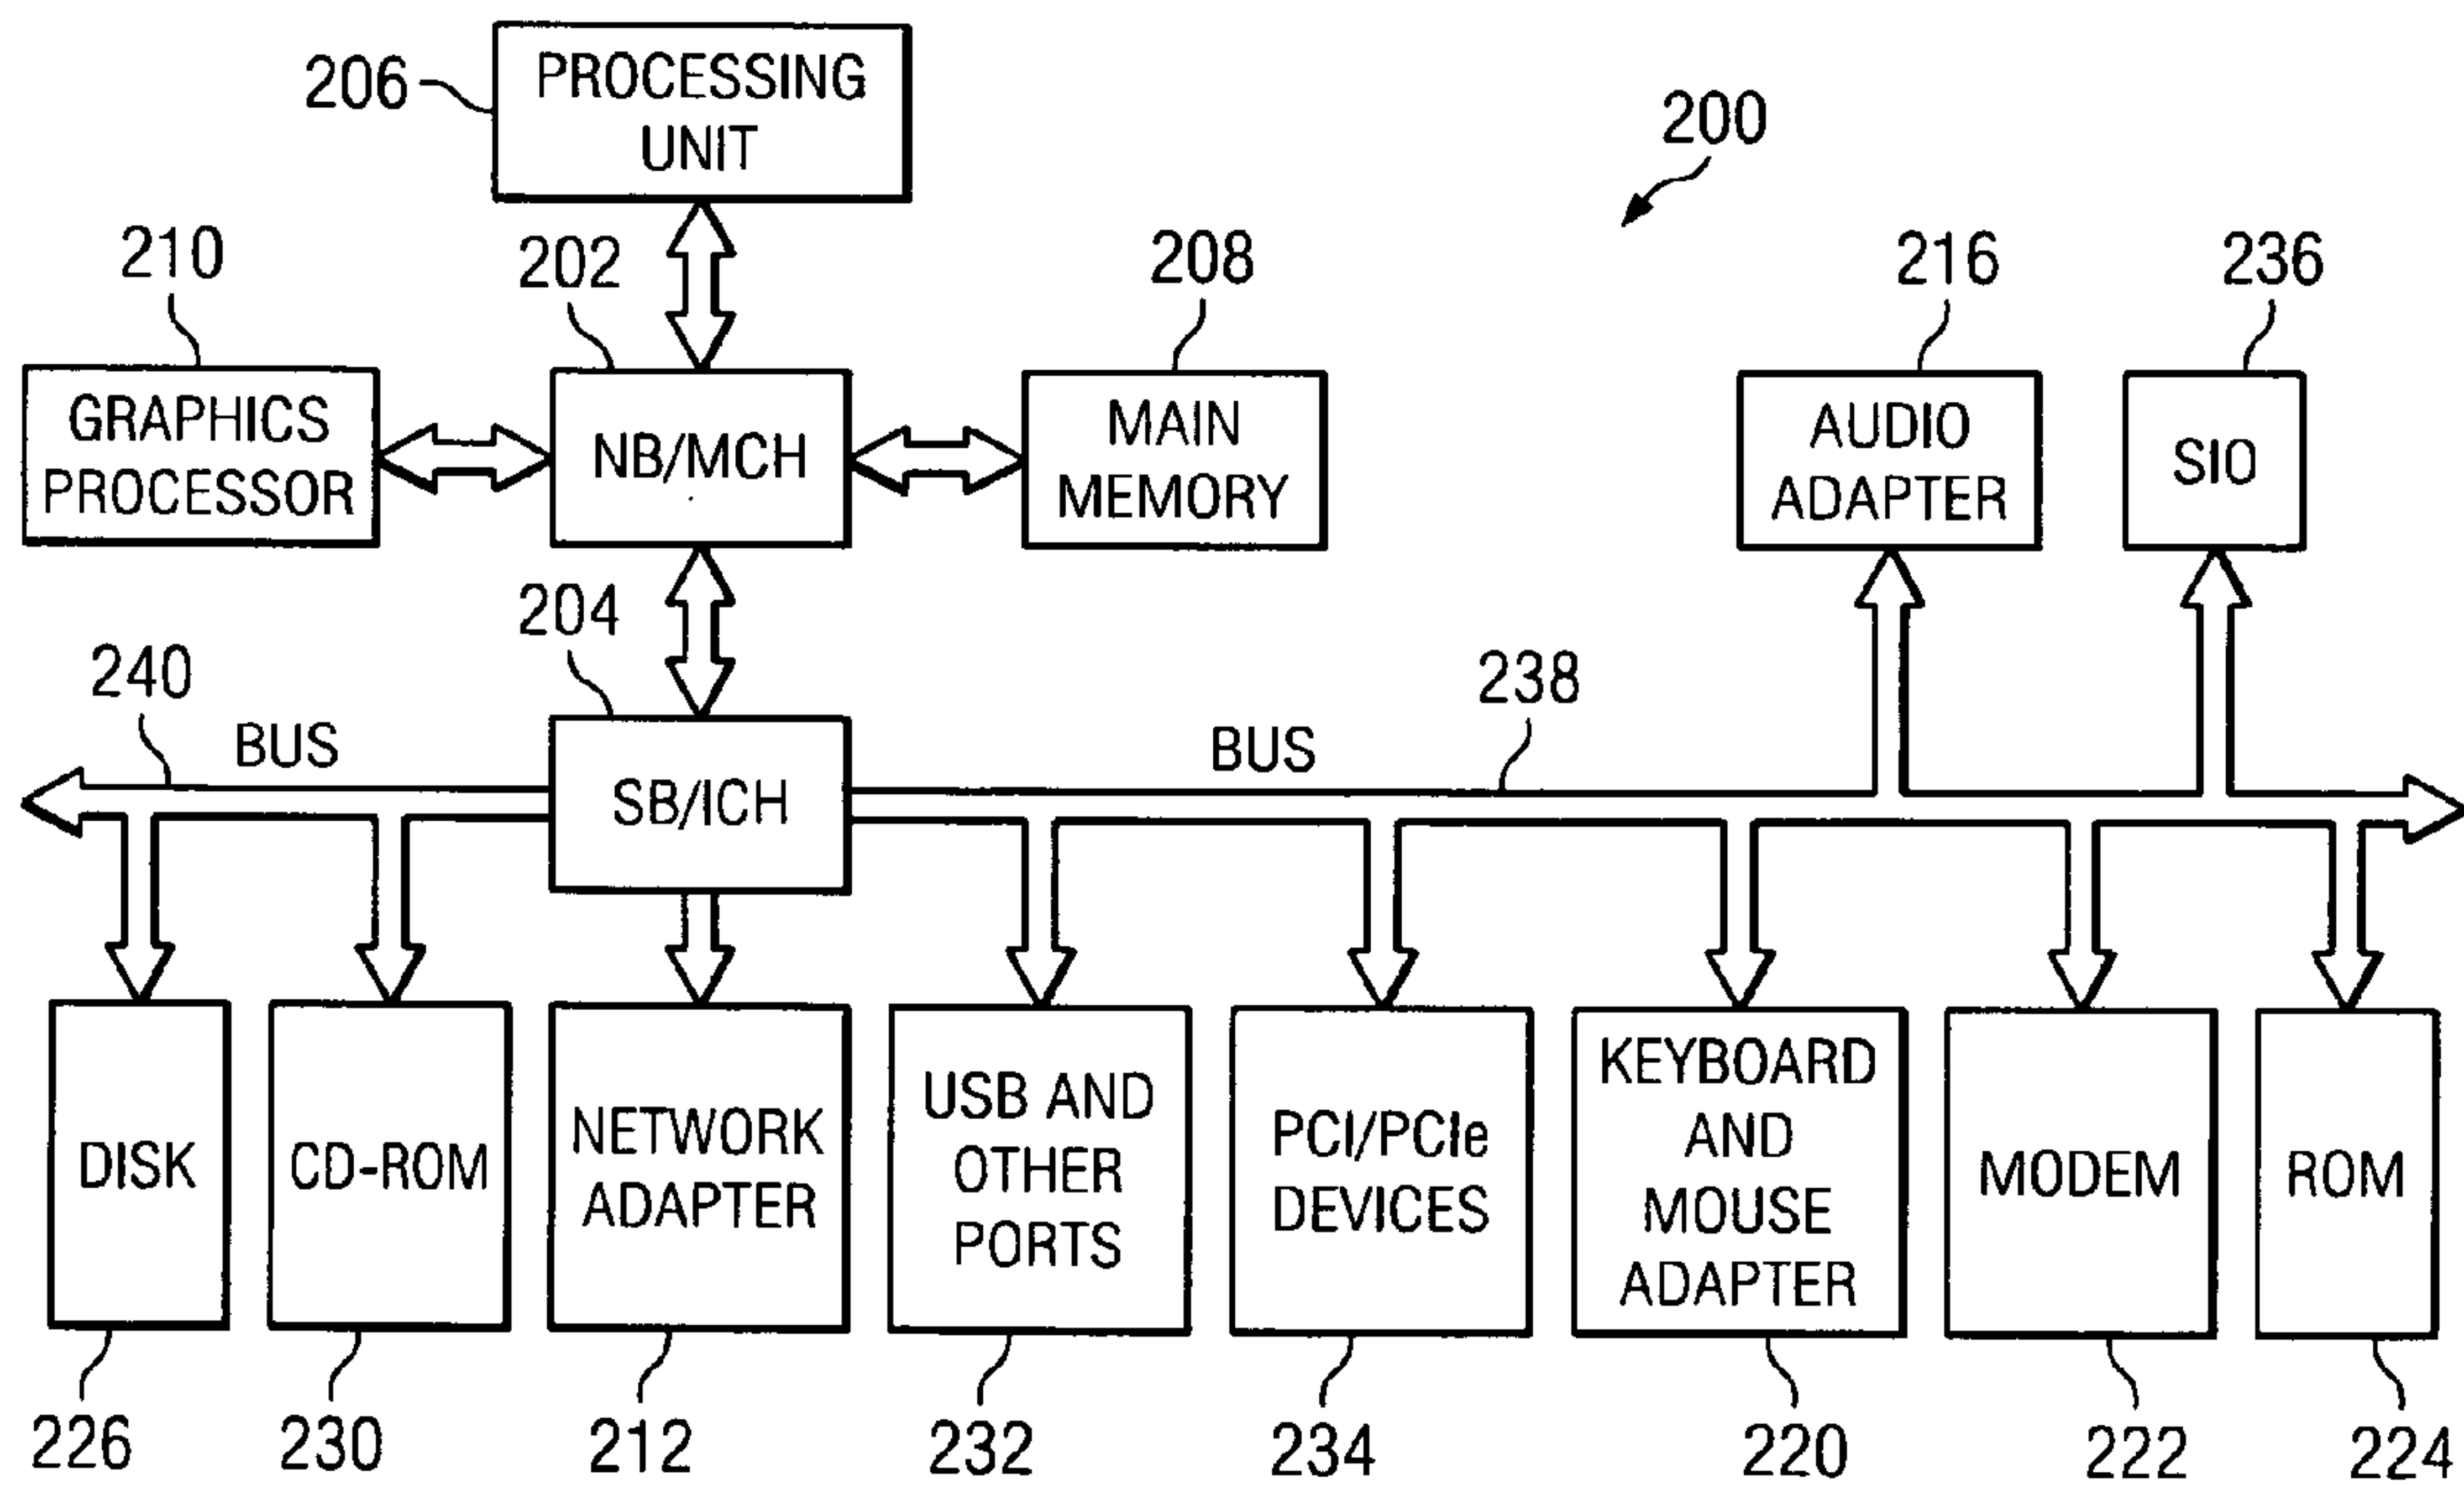 206
PROCESSING
UNIT
200
210
202
208
216
236
GRAPHICS
PROCESSOR
NB/MCH
MAIN
MEMORY
AUDIO
ADAPTER
SIO
204
240
BUS
SB/ICH
BUS
238
DISK
CD-ROM
NETWORK
ADAPTER
USB AND
OTHER
PORTS
PCI/PCIe
DEVICES
KEYBOARD
AND
MOUSE
ADAPTER
MODEM
ROM
226
230
212
232
234
220
222
224